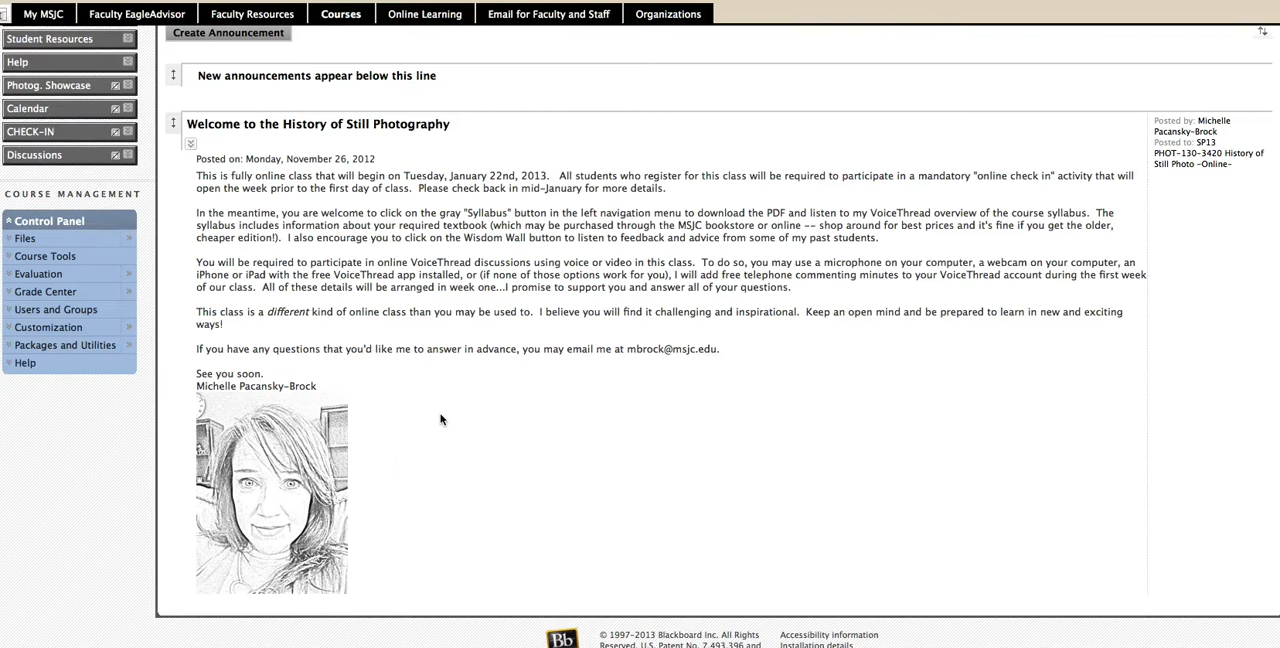 My MSJC
Faculty EagleAdvisor
Faculty Resources
Courses
Online Learning
Email for Faculty and Staff
Organizations
Student Resources
Help
Photog. Showcase
Calendar
CHECK-IN
Discussions
COURSE MANAGEMENT
Control Panel
Files
Course Tools
Evaluation
Grade Center
Users and Groups
Customization
Packages and Utilities
Help
Create Announcement
New announcements appear below this line
Welcome to the History of Still Photography
Posted on: Monday, November 26, 2012
This is fully online class that will begin on Tuesday, January 22nd, 2013. All students who register for this class will be required to participate in a mandatory "online check in" activity that will
open the week prior to the first day of class. Please check back in mid-January for more details.
In the meantime, you are welcome to click on the gray "Syllabus" button in the left navigation menu to download the PDF and listen to my VoiceThread overview of the course syllabus. The
syllabus includes information about your required textbook (which may be purchased through the MSJC bookstore or online -- shop around for best prices and it's fine if you get the older,
cheaper edition!). I also encourage you to click on the Wisdom Wall button to listen to feedback and advice from some of my past students.
You will be required to participate in online VoiceThread discussions using voice or video in this class. To do so, you may use a microphone on your computer, a webcam on your computer, an
iPhone or iPad with the free VoiceThread app installed, or (if none of those options work for you), I will add free telephone commenting minutes to your VoiceThread account during the first week
of our class. All of these details will be arranged in week one...I promise to support you and answer all of your questions.
This class is a different kind of online class than you may be used to. I believe you will find it challenging and inspirational. Keep an open mind and be prepared to learn in new and exciting
ways!
If you have any questions that you'd like me to answer in advance, you may email me at mbrock@msjc.edu.
See you soon.
Michelle Pacansky-Brock
Posted by: Michelle
Pacansky-Brock
Posted to: SP13
PHOT-130-3420 History of
Still Photo -Online-
Bb
© 1997-2013 Blackboard Inc. All Rights
Reserved. U.S. Patent No. 7,493,396 and
Accessibility information
Installation details